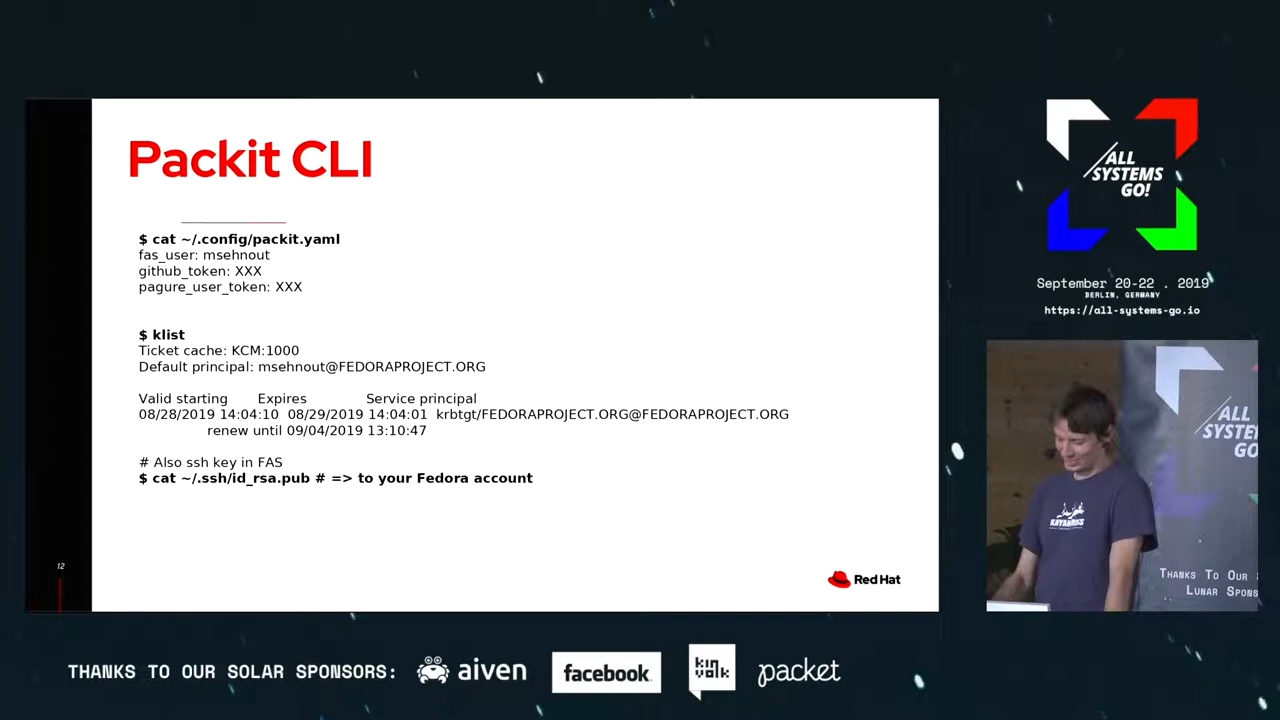 Packit CLI
$ cat ~/.config/packit.yaml
fas_user: msehnout
github_token: XXX
pagure_user_token: XXX
$ klist
Ticket cache: KCM:1000
Default principal: msehnout@FEDORAPROJECT.ORG
Valid starting Expires Service principal
08/28/2019 14:04:10 08/29/2019 14:04:01 krbtgt/FEDORAPROJECT.ORG@FEDORAPROJECT.ORG
renew until 09/04/2019 13:10:47
# Also ssh key in FAS
$ cat ~/.ssh/id_rsa.pub # => to your Fedora account
12
Red Hat
ALL
SYSTEMS
GO!
September 20-22 . 2019
BERLIN, GERMANY
https://all-systems-go.io
ALL
SYSTE
GO
THANKS TO OUR
LUNAR SPONS
THANKS TO OUR SOLAR SPONSORS:
aiven
facebook.
kinvolk
packet